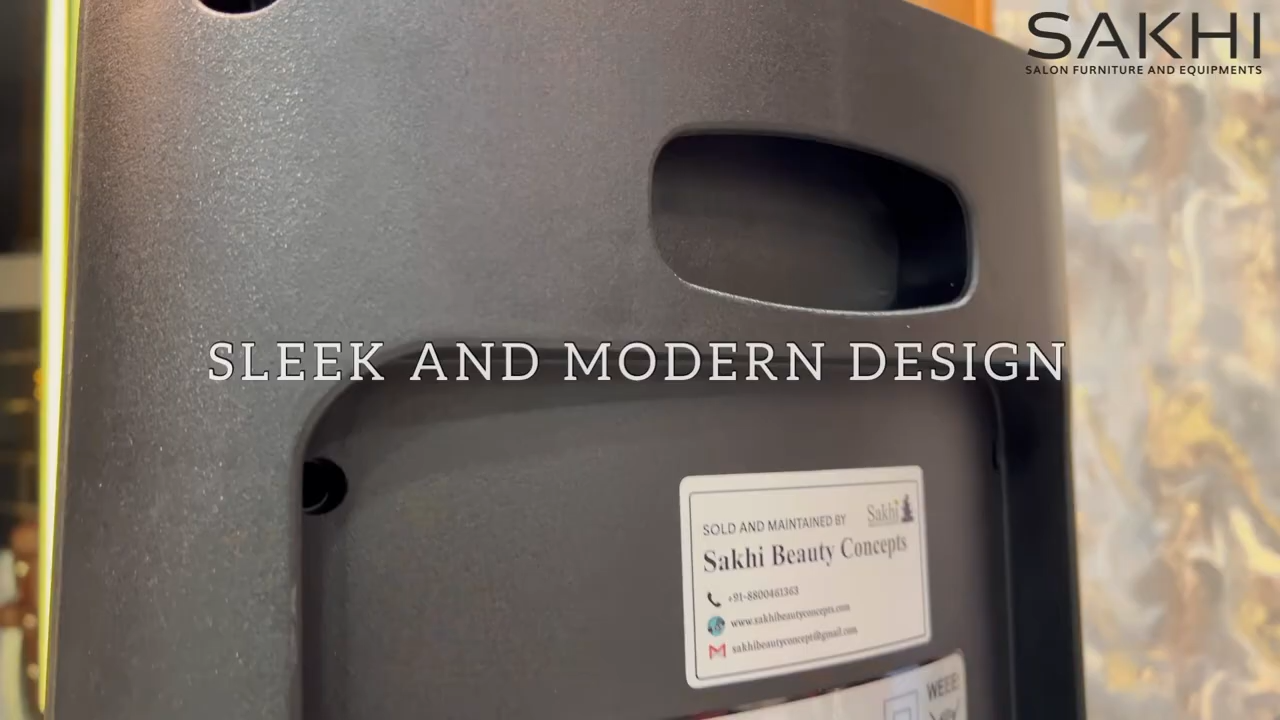 SAKHI
SALON FURNITURE AND EQUIPMENTS
SLEEK AND MODERN DESIGN
SOLD AND MAINTAINED BY
Sakhi
Sakhi Beauty Concepts
+91-8800461363
www.sakhibeautyconcepts.com
sakhibeautyconcept@gmail.com
WEEE: